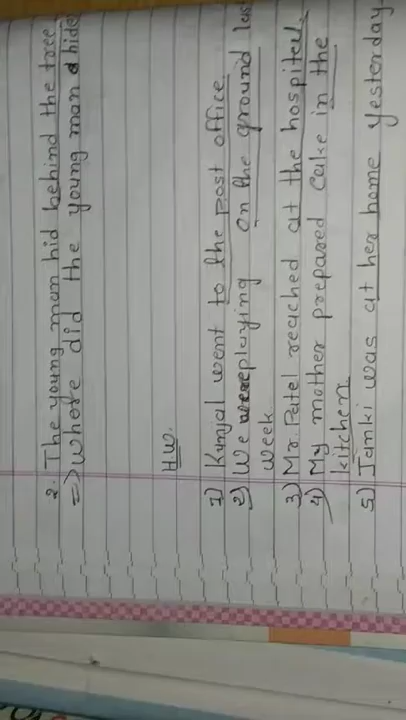 2. The young man hid behind the tree.
=> Where did the young man hide
H.W.
1) Kunjal went to the post office.
2) We were playing on the ground last
week.
3) Mr. Patel reached at the hospital.
4) My mother prepared cake in the
kitchen.
5) Janki was at her home yesterday.